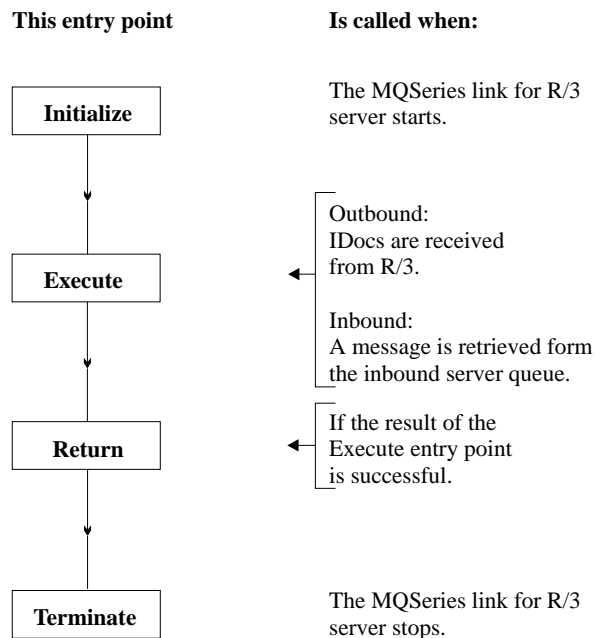 This entry point
Is called when:
Initialize
The MQSeries link for R/3
server starts.
Execute
Outbound:
IDocs are received
from R/3.
Inbound:
A message is retrieved form
the inbound server queue.
Return
If the result of the
Execute entry point
is successful.
Terminate
The MQSeries link for R/3
server stops.